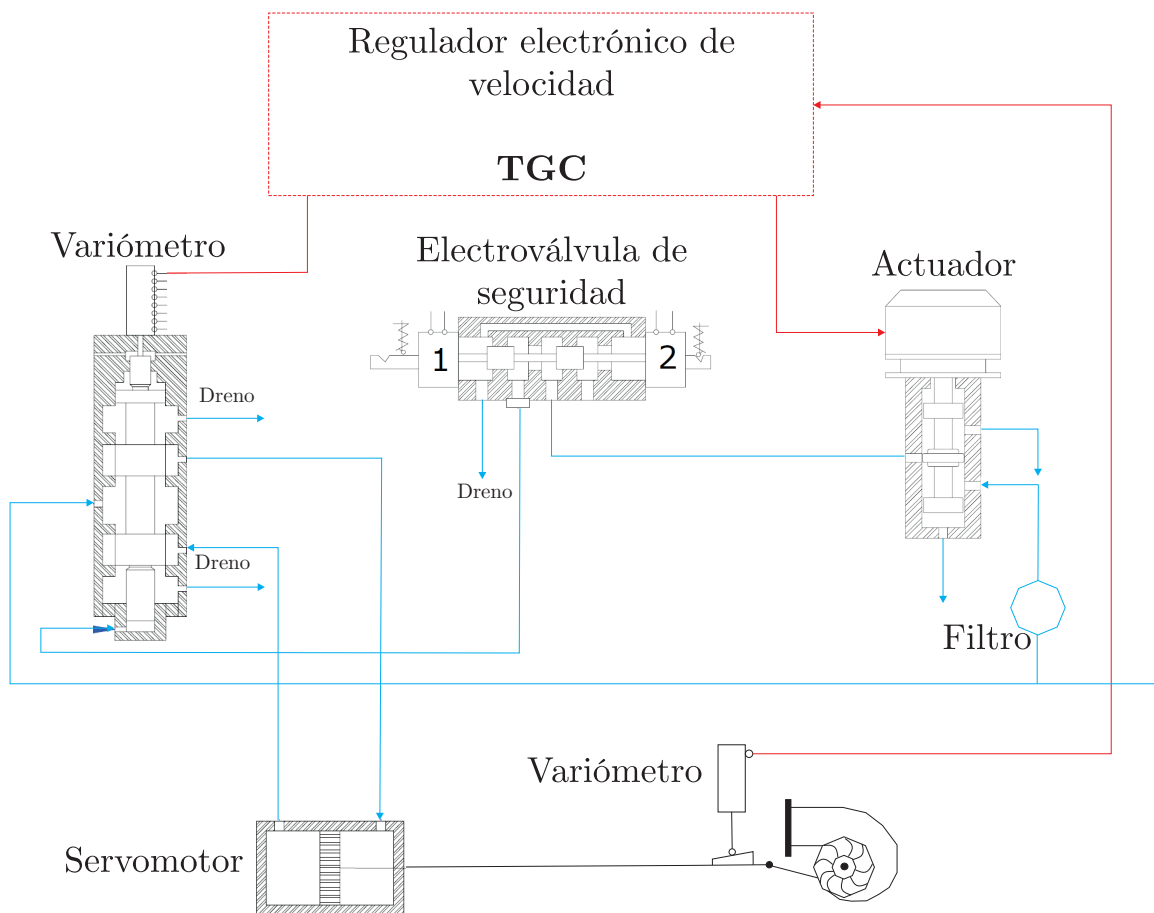 Regulador electrónico de
velocidad
TGC
Variómetro
Electroválvula de
seguridad
Actuador
1
2
Dreno
Dreno
Dreno
Filtro
Variómetro
Servomotor